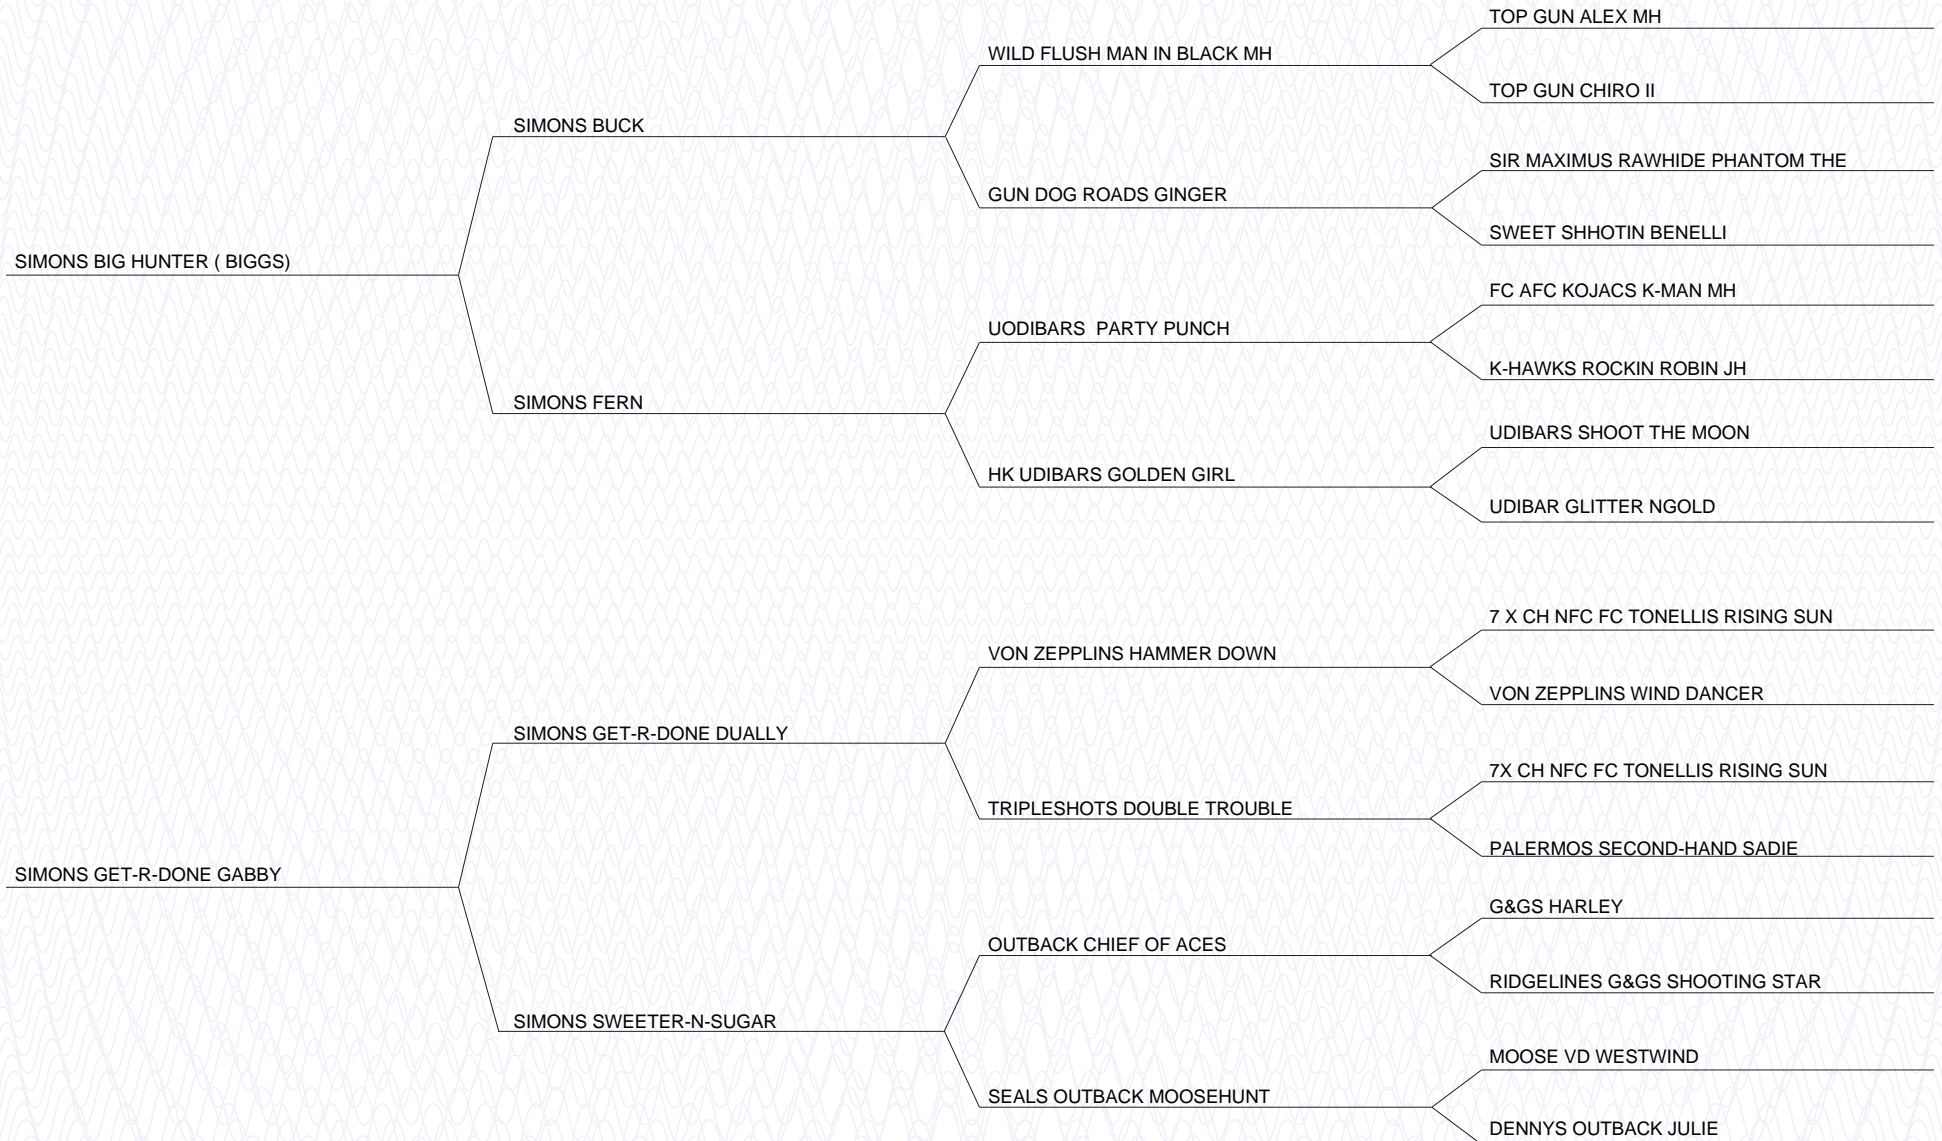 TOP GUN ALEX MH
WILD FLUSH MAN IN BLACK MH
TOP GUN CHIRO II
SIMONS BUCK
SIR MAXIMUS RAWHIDE PHANTOM THE
GUN DOG ROADS GINGER
SWEET SHHOTIN BENELLI
SIMONS BIG HUNTER ( BIGGS)
FC AFC KOJACS K-MAN MH
UODIBARS  PARTY PUNCH
K-HAWKS ROCKIN ROBIN JH
SIMONS FERN
UDIBARS SHOOT THE MOON
HK UDIBARS GOLDEN GIRL
UDIBAR GLITTER NGOLD
7 X CH NFC FC TONELLIS RISING SUN
VON ZEPPLINS HAMMER DOWN
VON ZEPPLINS WIND DANCER
SIMONS GET-R-DONE DUALLY
7X CH NFC FC TONELLIS RISING SUN
TRIPLESHOTS DOUBLE TROUBLE
PALERMOS SECOND-HAND SADIE
SIMONS GET-R-DONE GABBY
G&GS HARLEY
OUTBACK CHIEF OF ACES
RIDGELINES G&GS SHOOTING STAR
SIMONS SWEETER-N-SUGAR
MOOSE VD WESTWIND
SEALS OUTBACK MOOSEHUNT
DENNYS OUTBACK JULIE